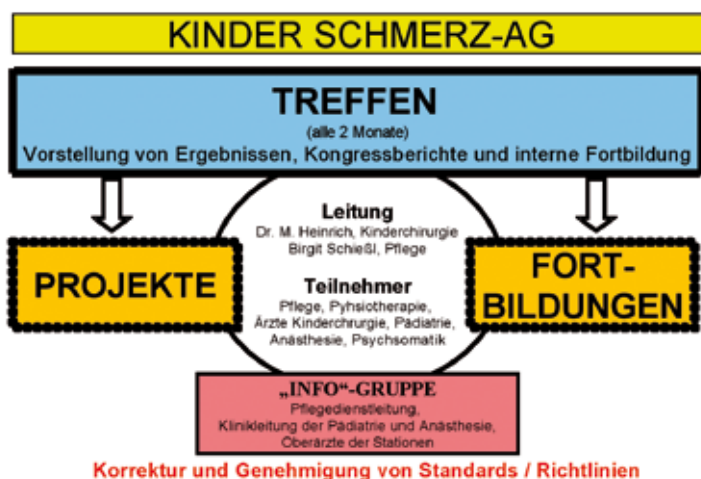 KINDER SCHMERZ-AG
TREFFEN
(alle 2 Monate)
Vorstellung von Ergebnissen, Kongressberichte und interne Fortbildung
Leitung
Dr. M. Heinrich, Kinderchirurgie
Birgit Schießl, Pflege
PROJEKTE
Teilnehmer
Pflege, Pyhsiotherapie,
Ärzte Kinderchrurgie, Pädiatrie,
Anästhesie, Psychsomatik
FORT-
BILDUNGEN
„INFO“-GRUPPE
Pflegedienstleitung,
Klinikleitung der Pädiatrie und Anästhesie,
Oberärzte der Stationen
Korrektur und Genehmigung von Standards / Richtlinien